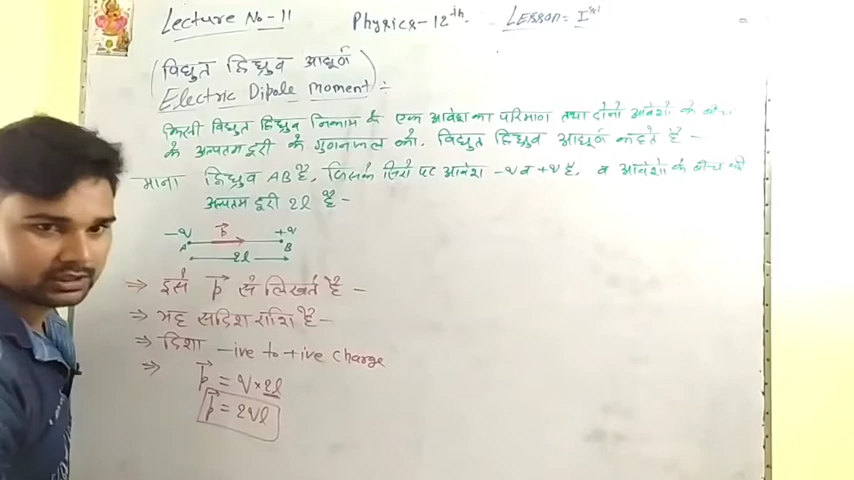 Lecture No-11 Physics-12th. Lesson= Ist
(विद्युत द्विध्रुव आघूर्ण)
Electric Dipole moment :-
किसी विद्युत द्विध्रुव निकाय के एक आवेश का परिमाण तथा दोनो आवेशों के बीच
के अल्पतम दूरी के गुणनफल को, विद्युत द्विध्रुव आघूर्ण कहते है -
माना द्विध्रुव AB है, जिसके सिरो पर आवेश -q व +q है, व आवेशो के बीच की
अल्पतम दूरी 2l है -
-q p→ +q
A B
2l
⇒ इसे p→ से लिखते है -
⇒ यह सदिश राशि है -
⇒ दिशा -ive to +ive charge
⇒ p→ = q×2l
p→ = 2ql